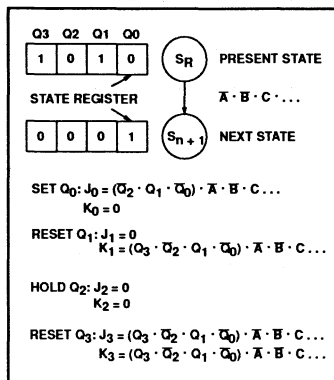 Q3 Q2 Q1 Q0
1 0 1 0
S_R
PRESENT STATE
STATE REGISTER
A̅ · B̅ · C · ...
0 0 0 1
S_{n + 1}
NEXT STATE
SET Q₀: J₀ = (Q̅₂ · Q₁ · Q̅₀) · A̅ · B̅ · C ...
K₀ = 0
RESET Q₁: J₁ = 0
K₁ = (Q₃ · Q̅₂ · Q₁ · Q̅₀) · A̅ · B̅ · C ...
HOLD Q₂: J₂ = 0
K₂ = 0
RESET Q₃: J₃ = (Q₃ · Q̅₂ · Q₁ · Q̅₀) · A̅ · B̅ · C ...
K₃ = (Q₃ · Q̅₂ · Q₁ · Q̅₀) · A̅ · B̅ · C ...